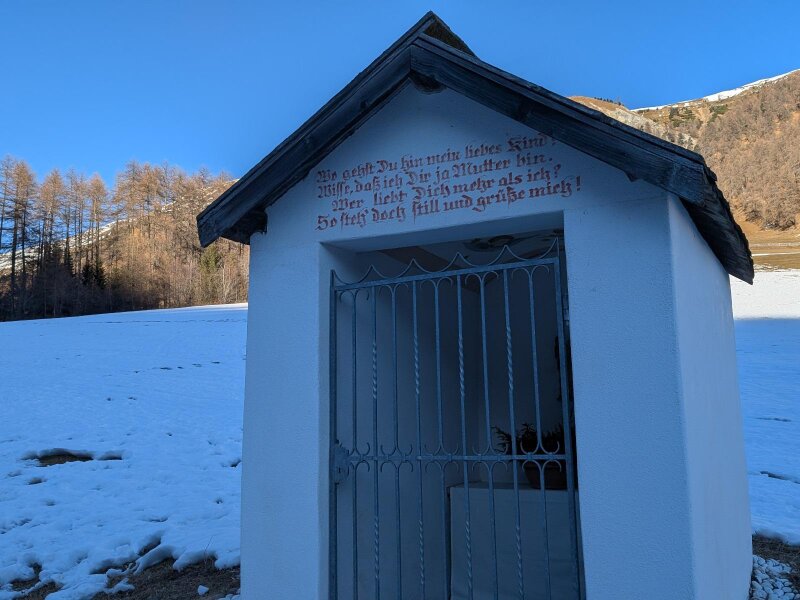 Wo gehst Du hin mein liebes Kind?
Wisse, daß ich Dir ja Mutter bin.
Wer liebt Dich mehr als ich?
So steh' doch still und grüße mich!